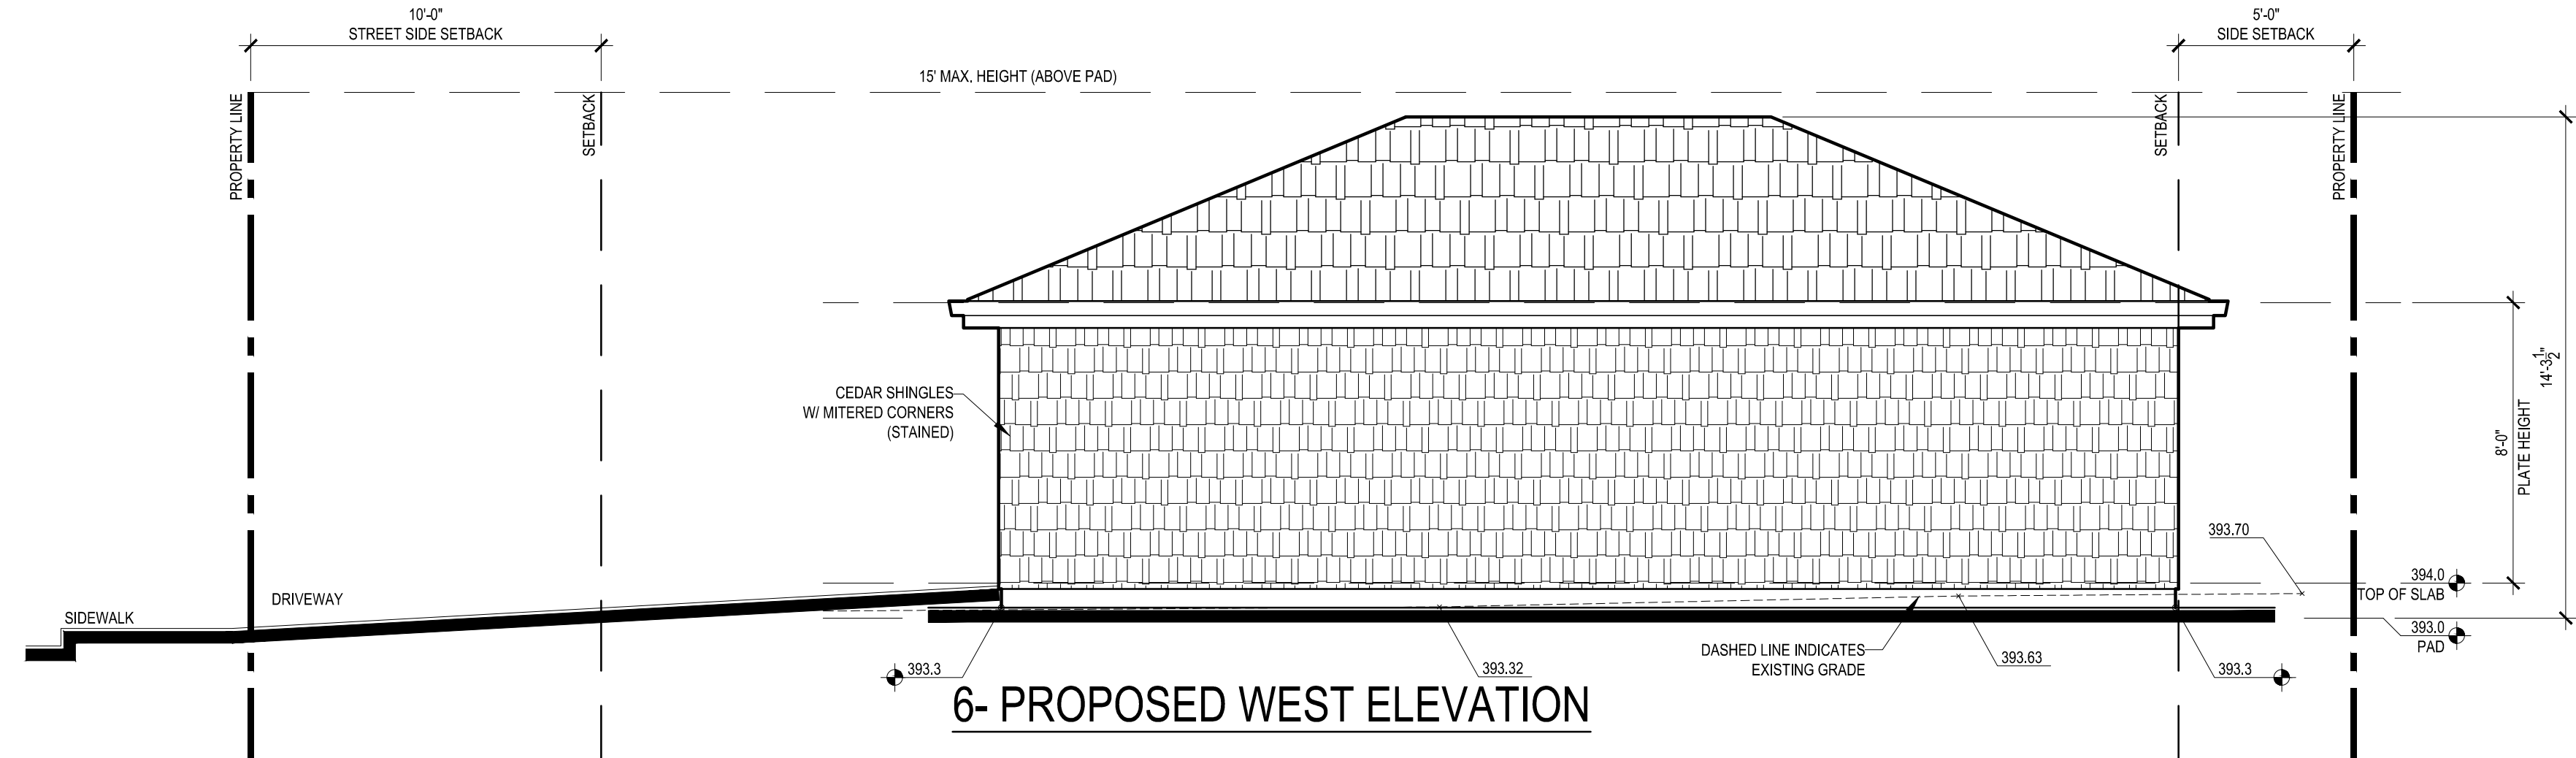 10'-0"
STREET SIDE SETBACK
5'-0"
SIDE SETBACK
15' MAX. HEIGHT (ABOVE PAD)
PROPERTY LINE
SETBACK
SETBACK
PROPERTY LINE
CEDAR SHINGLES
W/ MITERED CORNERS
(STAINED)
14'-3 1/2"
8'-0"
PLATE HEIGHT
393.70
394.0
TOP OF SLAB
393.0
PAD
DRIVEWAY
SIDEWALK
393.3
393.32
DASHED LINE INDICATES
EXISTING GRADE
393.63
393.3
6- PROPOSED WEST ELEVATION